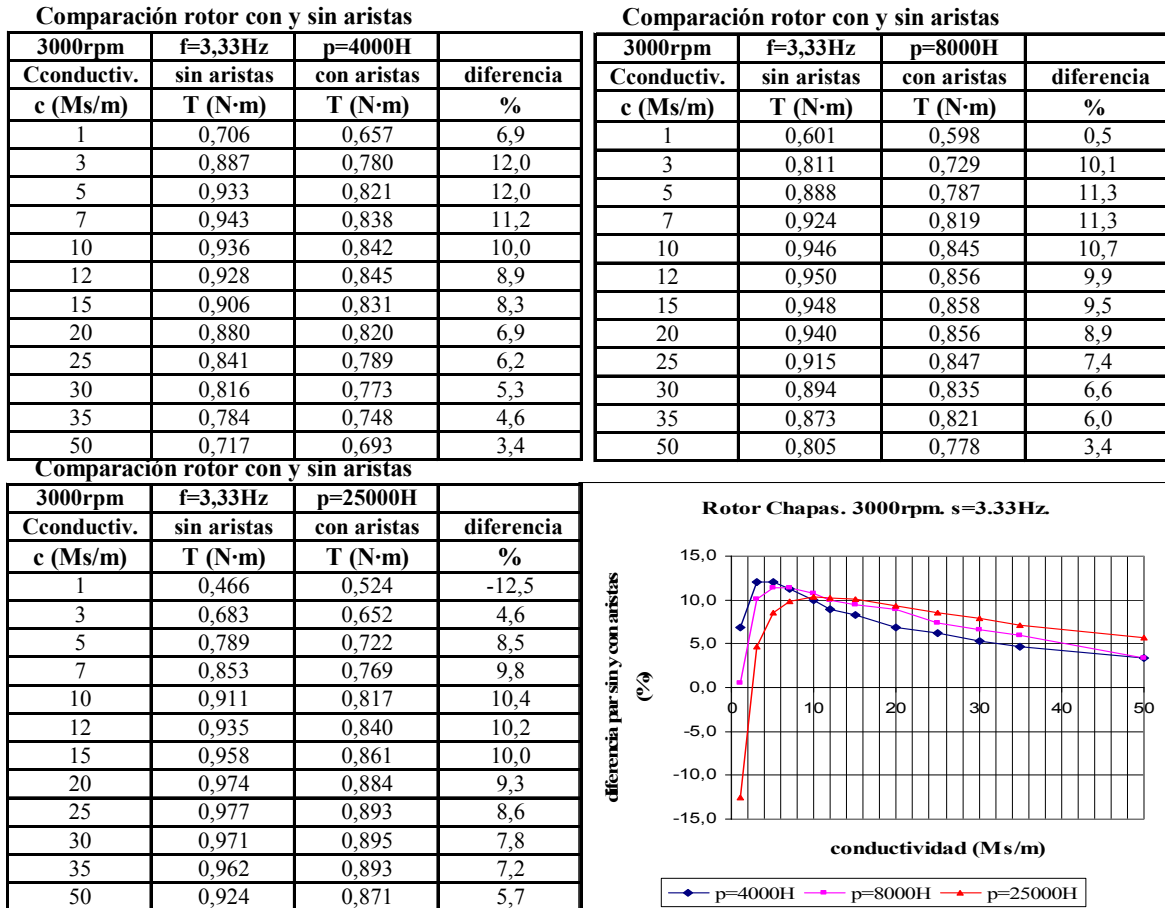 Comparación rotor con y sin aristas
3000rpm f=3,33Hz p=4000H
Cconductiv. sin aristas con aristas diferencia
c (Ms/m) T (N·m) T (N·m) %
1 0,706 0,657 6,9
3 0,887 0,780 12,0
5 0,933 0,821 12,0
7 0,943 0,838 11,2
10 0,936 0,842 10,0
12 0,928 0,845 8,9
15 0,906 0,831 8,3
20 0,880 0,820 6,9
25 0,841 0,789 6,2
30 0,816 0,773 5,3
35 0,784 0,748 4,6
50 0,717 0,693 3,4
Comparación rotor con y sin aristas
3000rpm f=3,33Hz p=8000H
Cconductiv. sin aristas con aristas diferencia
c (Ms/m) T (N·m) T (N·m) %
1 0,601 0,598 0,5
3 0,811 0,729 10,1
5 0,888 0,787 11,3
7 0,924 0,819 11,3
10 0,946 0,845 10,7
12 0,950 0,856 9,9
15 0,948 0,858 9,5
20 0,940 0,856 8,9
25 0,915 0,847 7,4
30 0,894 0,835 6,6
35 0,873 0,821 6,0
50 0,805 0,778 3,4
Comparación rotor con y sin aristas
3000rpm f=3,33Hz p=25000H
Cconductiv. sin aristas con aristas diferencia
c (Ms/m) T (N·m) T (N·m) %
1 0,466 0,524 -12,5
3 0,683 0,652 4,6
5 0,789 0,722 8,5
7 0,853 0,769 9,8
10 0,911 0,817 10,4
12 0,935 0,840 10,2
15 0,958 0,861 10,0
20 0,974 0,884 9,3
25 0,977 0,893 8,6
30 0,971 0,895 7,8
35 0,962 0,893 7,2
50 0,924 0,871 5,7
Rotor Chapas. 3000rpm. s=3.33Hz.
diferencia par sin y con aristas
(%)
15,0
10,0
5,0
0,0
-5,0
-10,0
-15,0
0 10 20 30 40 50
conductividad (Ms/m)
p=4000H p=8000H p=25000H